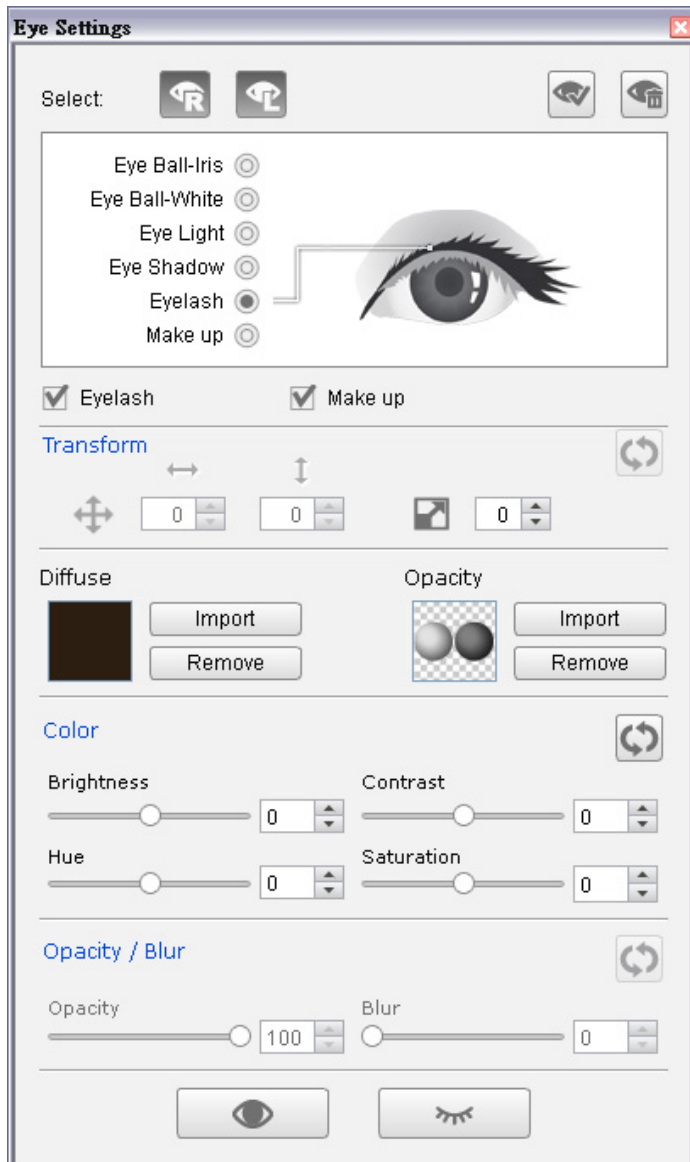 Eye Settings
Select: R L
Eye Ball-Iris
Eye Ball-White
Eye Light
Eye Shadow
Eyelash
Make up
Eyelash Make up
Transform
0 0 0
Diffuse Opacity
Import Import
Remove Remove
Color
Brightness Contrast
0 0
Hue Saturation
0 0
Opacity / Blur
Opacity Blur
100 0